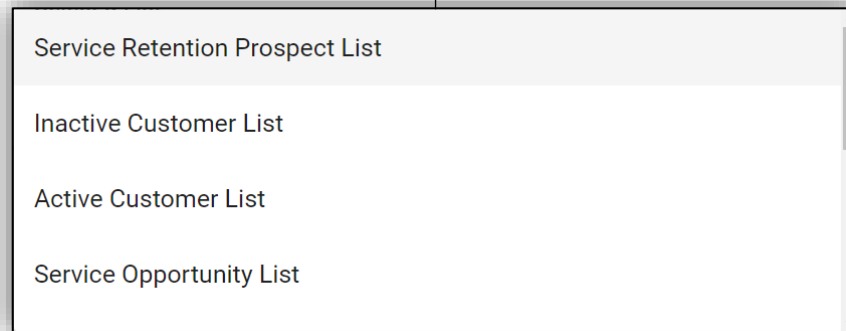 Service Retention Prospect List
Inactive Customer List
Active Customer List
Service Opportunity List